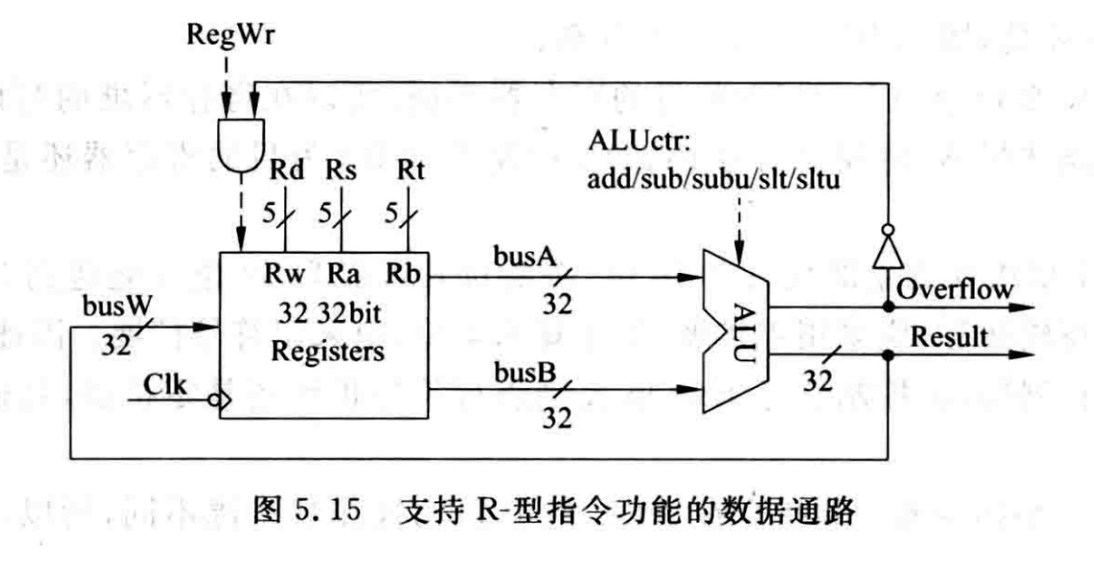 RegWr
ALUctr:
add/sub/subu/slt/sltu
Rd Rs Rt
5 5 5
Rw Ra Rb
32 32bit
Registers
busW
32
Clk
busA
32
busB
32
ALU
Overflow
Result
32
图 5.15 支持 R-型指令功能的数据通路